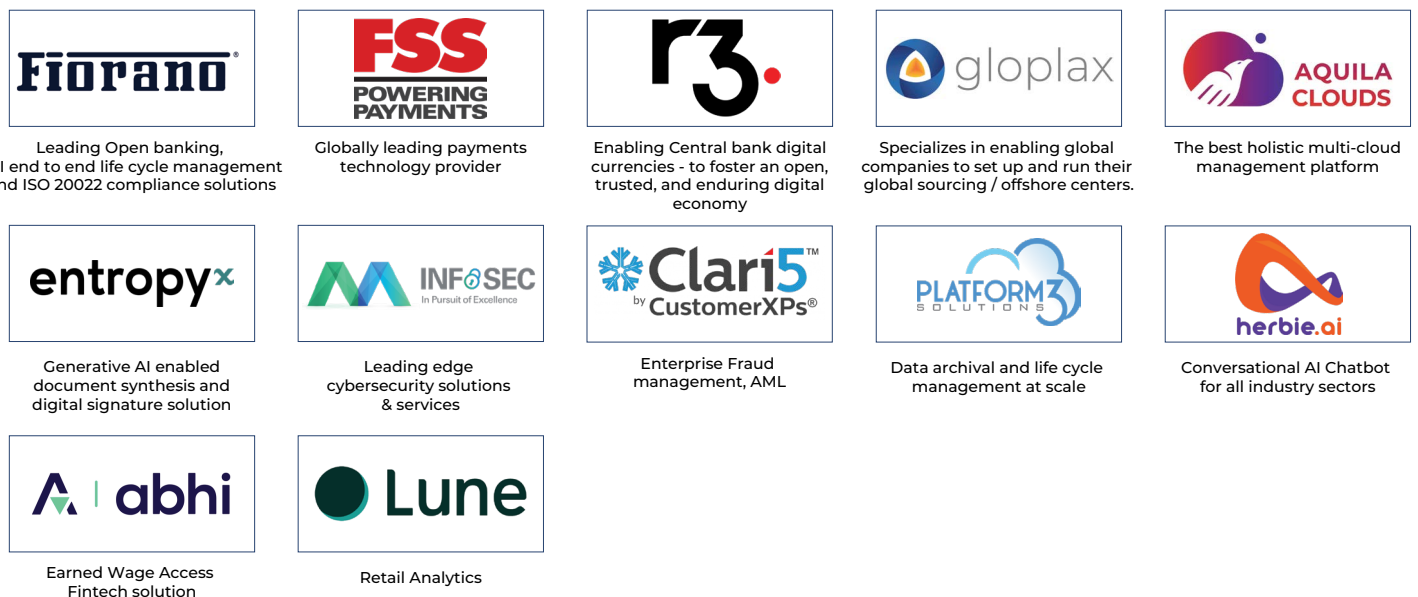 Fiorano®
Leading Open banking,
I end to end life cycle management
nd ISO 20022 compliance solutions
FSS
POWERING
PAYMENTS
Globally leading payments
technology provider
r3.
Enabling Central bank digital
currencies - to foster an open,
trusted, and enduring digital
economy
gloplax
Specializes in enabling global
companies to set up and run their
global sourcing / offshore centers.
AQUILA
CLOUDS
The best holistic multi-cloud
management platform
entropyx
Generative AI enabled
document synthesis and
digital signature solution
INFOSEC
In Pursuit of Excellence
Leading edge
cybersecurity solutions
& services
Clari5™
by CustomerXPs®
Enterprise Fraud
management, AML
PLATFORM3
SOLUTIONS
Data archival and life cycle
management at scale
herbie.ai
Conversational AI Chatbot
for all industry sectors
abhi
Earned Wage Access
Fintech solution
Lune
Retail Analytics